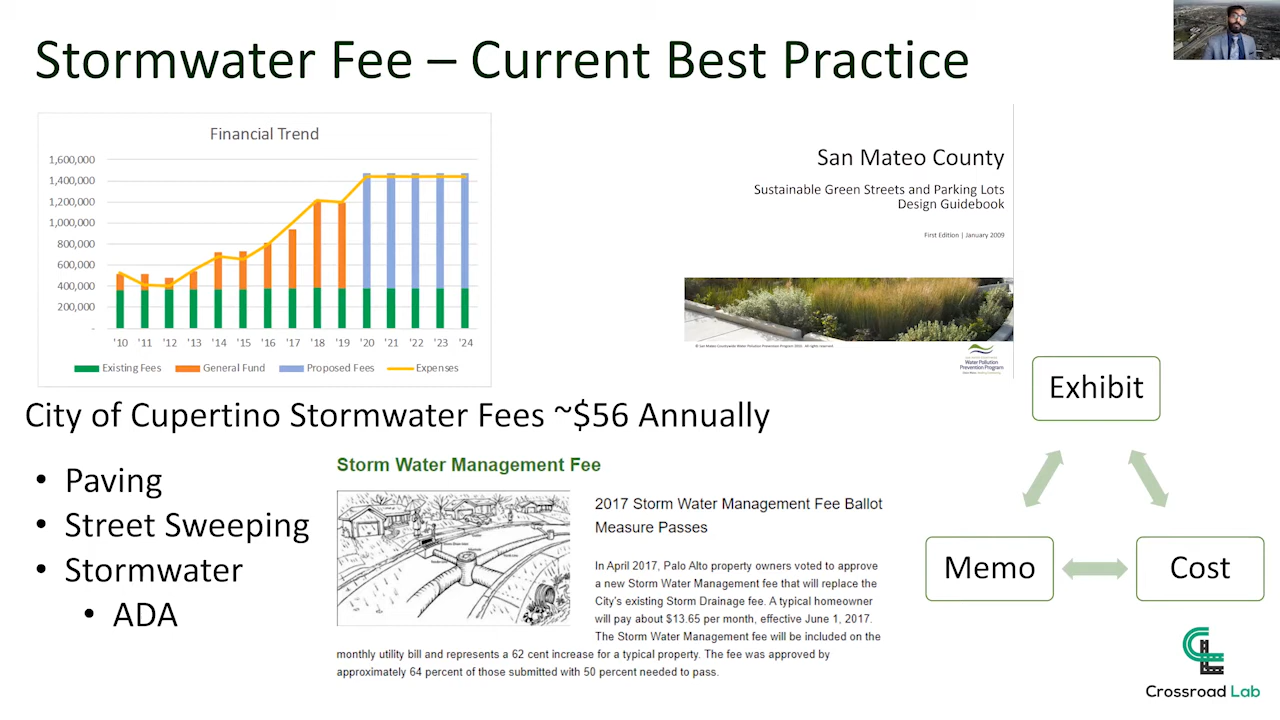 Stormwater Fee – Current Best Practice
Financial Trend
1,600,000
1,400,000
1,200,000
1,000,000
800,000
600,000
400,000
200,000
-
'10 '11 '12 '13 '14 '15 '16 '17 '18 '19 '20 '21 '22 '23 '24
Existing Fees General Fund Proposed Fees Expenses
San Mateo County
Sustainable Green Streets and Parking Lots
Design Guidebook
First Edition | January 2009
Water Pollution
Prevention Program
City of Cupertino Stormwater Fees ~$56 Annually
• Paving
• Street Sweeping
• Stormwater
• ADA
Storm Water Management Fee
2017 Storm Water Management Fee Ballot
Measure Passes
In April 2017, Palo Alto property owners voted to approve
a new Storm Water Management fee that will replace the
City's existing Storm Drainage fee. A typical homeowner
will pay about $13.65 per month, effective June 1, 2017.
The Storm Water Management fee will be included on the
monthly utility bill and represents a 62 cent increase for a typical property. The fee was approved by
approximately 64 percent of those submitted with 50 percent needed to pass.
Exhibit
Memo
Cost
Crossroad Lab